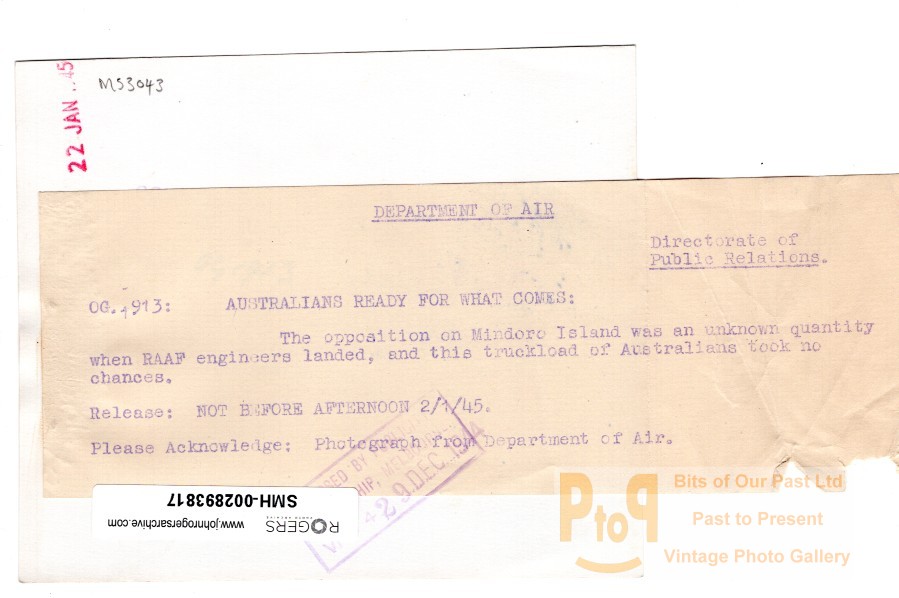 22 JAN 45
MS3043
DEPARTMENT OF AIR
Directorate of
Public Relations.
OG. 1913: AUSTRALIANS READY FOR WHAT COMES:
The opposition on Mindoro Island was an unknown quantity
when RAAF engineers landed, and this truckload of Australians took no
chances.
Release: NOT BEFORE AFTERNOON 2/1/45.
Please Acknowledge: Photograph from Department of Air.
29 DEC
SMH-002893817
ROGERS www.johnrogersarchive.com
PtoP
Bits of Our Past Ltd
Past to Present
Vintage Photo Gallery